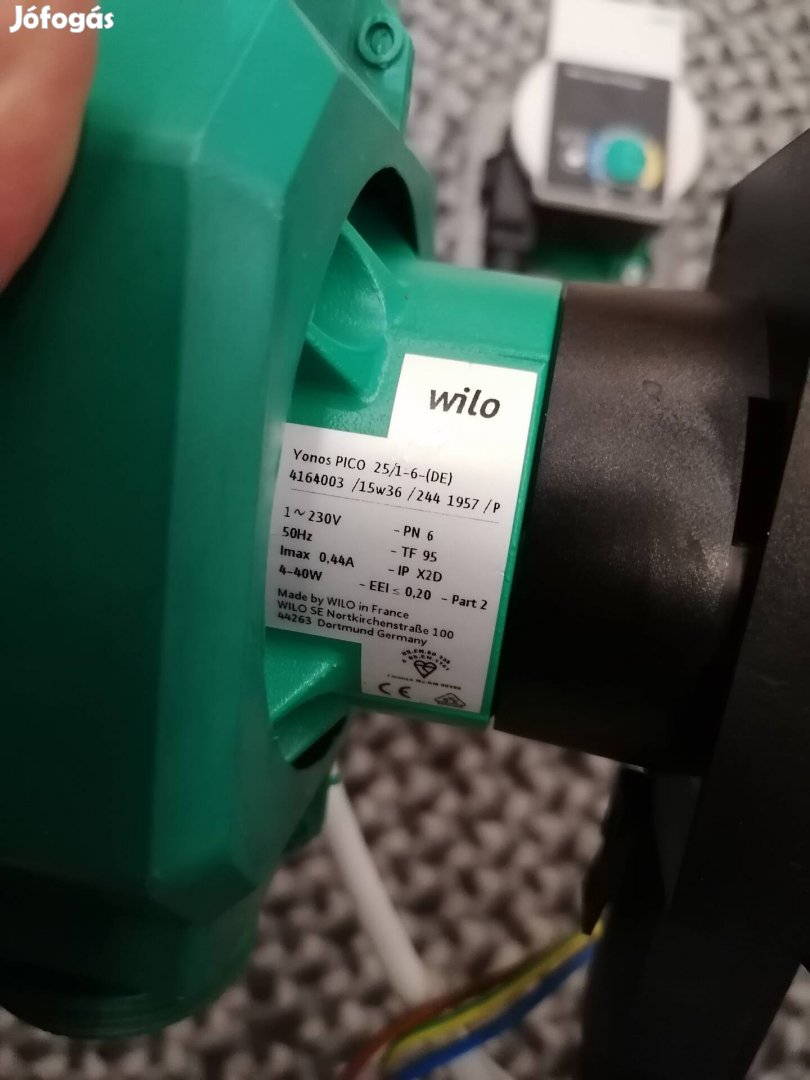 Jófogás
wilo
Yonos PICO 25/1-6-(DE)
4164003 /15w36 /244 1957 /P
1~230V - PN 6
50Hz - TF 95
Imax 0,44A - IP X2D
4-40W - EEI ≤ 0,20 - Part 2
Made by WILO in France
WILO SE Nortkirchenstraße 100
44263 Dortmund Germany
CE